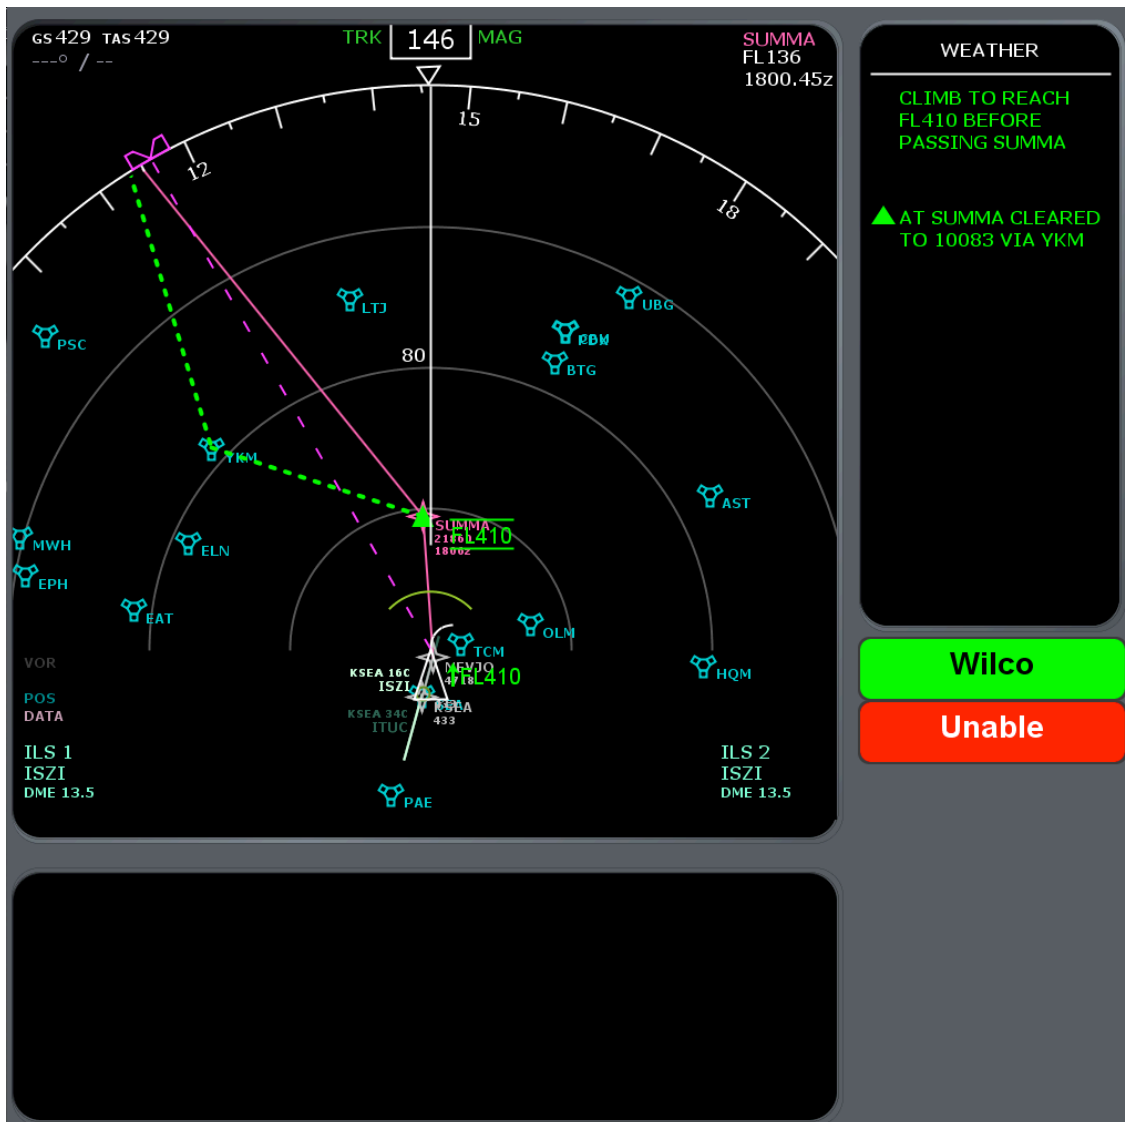 GS 429 TAS 429
---° / --
TRK 146 MAG
SUMMA
FL136
1800.45z
15
12
18
80
LTJ
UBG
PSC
BTG
YKM
AST
SUMMA
1806z
FL410
MWH
ELN
EPH
EAT
OLM
TCM
HQM
NEVJO
FL410
KSEA 16C
ISZI
KSEA
433
KSEA 34C
ITUC
VOR
POS
DATA
ILS 1
ISZI
DME 13.5
ILS 2
ISZI
DME 13.5
PAE
WEATHER
CLIMB TO REACH
FL410 BEFORE
PASSING SUMMA
AT SUMMA CLEARED
TO 10083 VIA YKM
Wilco
Unable